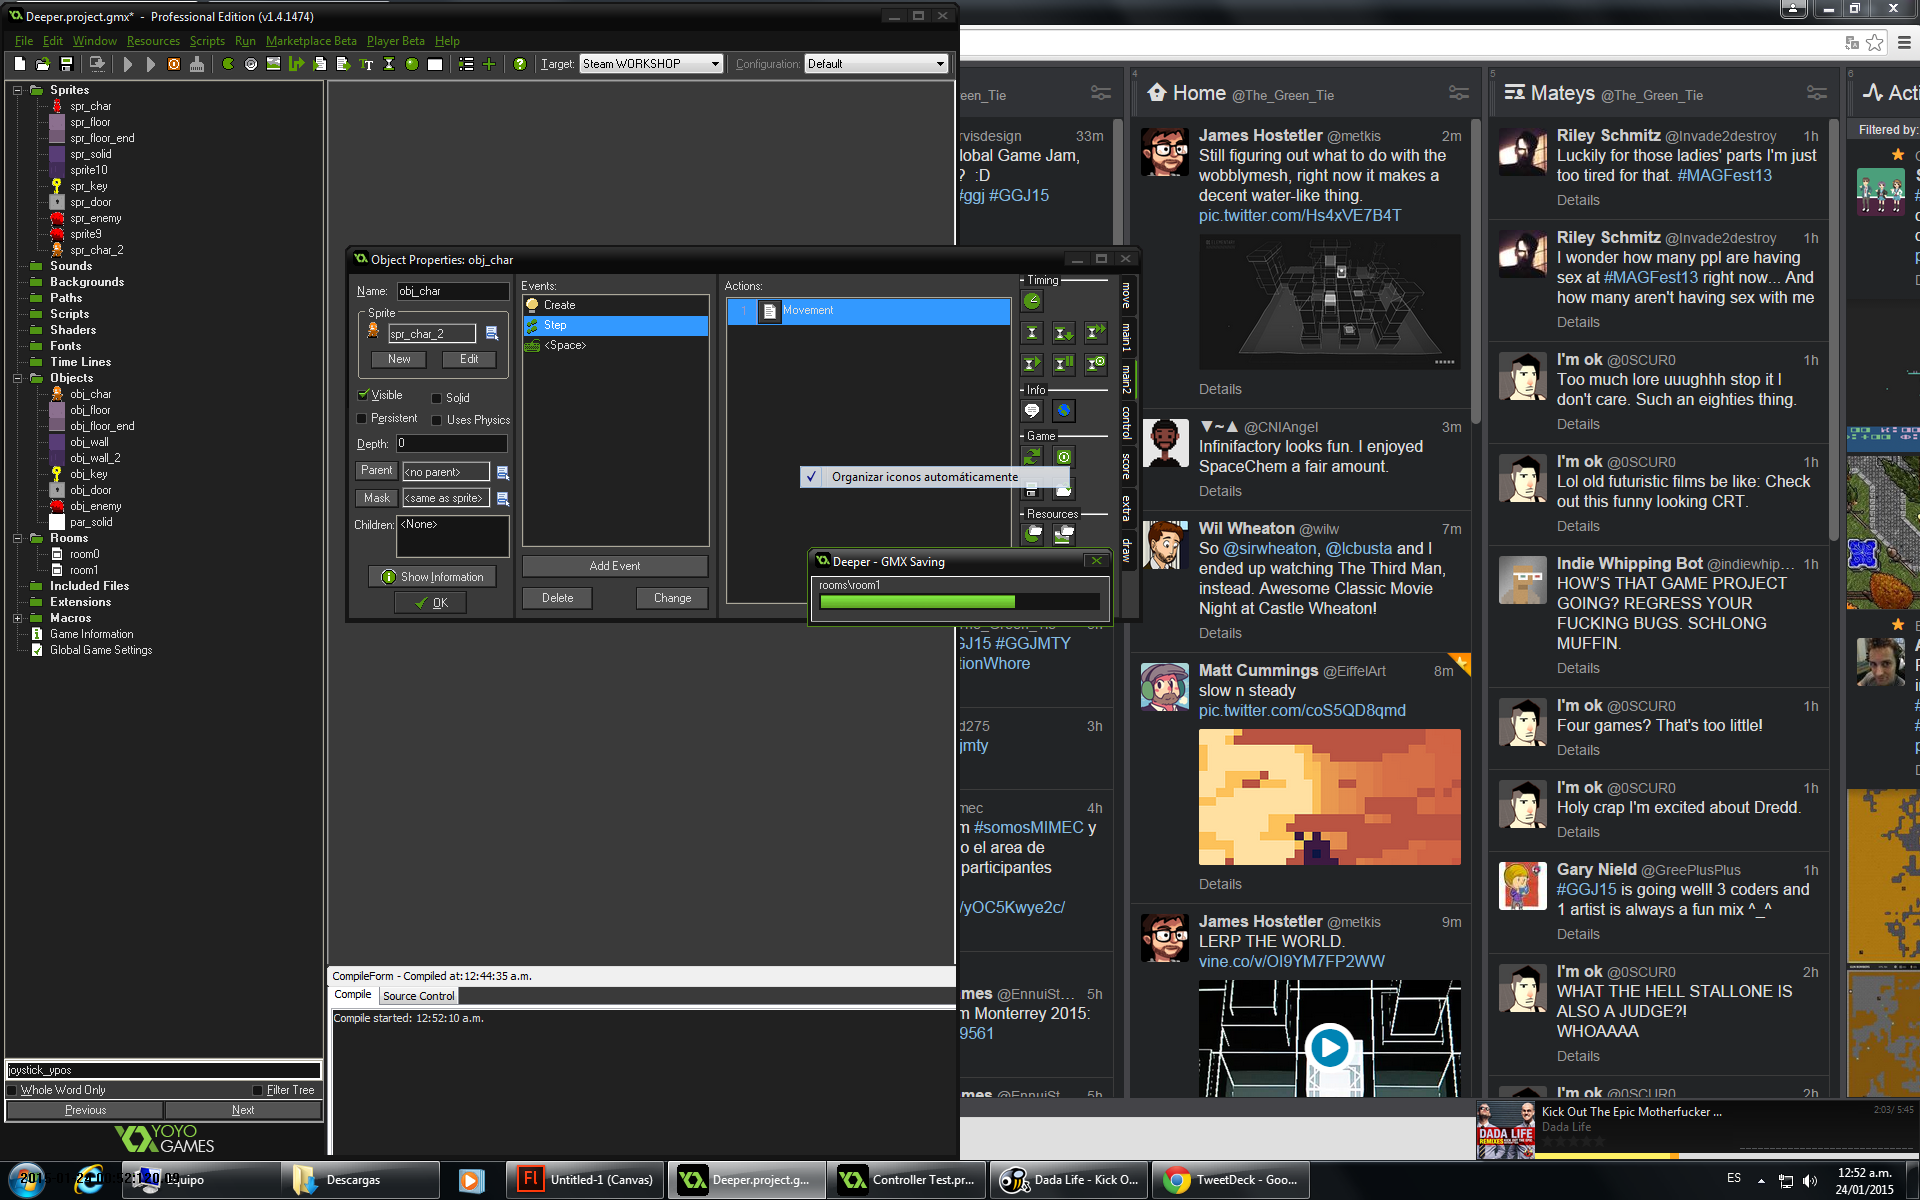 Deeper.project.gmx* - Professional Edition (v1.4.1474)
File Edit Window Resources Scripts Run Marketplace Beta Player Beta Help
Target: Steam WORKSHOP Configuration: Default
Sprites
spr_char
spr_floor
spr_floor_end
spr_solid
sprite10
spr_key
spr_door
spr_enemy
sprite9
spr_char_2
Sounds
Backgrounds
Paths
Scripts
Shaders
Fonts
Time Lines
Objects
obj_char
obj_floor
obj_floor_end
obj_wall
obj_wall_2
obj_key
obj_door
obj_enemy
par_solid
Rooms
room0
room1
Included Files
Extensions
Macros
Game Information
Global Game Settings
joystick_ypos
Whole Word Only Filter Tree
Previous Next
YOYO
GAMES
Object Properties: obj_char
Name: obj_char
Sprite
spr_char_2
New Edit
Visible Solid
Persistent Uses Physics
Depth: 0
Parent <no parent>
Mask <same as sprite>
Children: <None>
Show Information
OK
Events:
Create
Step
<Space>
Add Event
Delete Change
Actions:
1 Movement
Timing
Info
Game
Resources
move
main1
main2
control
score
extra
draw
Organizar iconos automáticamente
Deeper - GMX Saving
rooms\room1
CompileForm - Compiled at:12:44:35 a.m.
Compile Source Control
Compile started: 12:52:10 a.m.
een_Tie
rvisdesign 33m
lobal Game Jam,
? :D
#ggj #GGJ15
J15 #GGJMTY
tionWhore
d275 3h
jmty
mec 4h
m #somosMIMEC y
o el area de
participantes
/yOC5Kwye2c/
mes @EnnuiSt... 5h
m Monterrey 2015:
9561
mes @EnnuiSt... 5h
4
Home @The_Green_Tie
James Hostetler @metkis 2m
Still figuring out what to do with the
wobblymesh, right now it makes a
decent water-like thing.
pic.twitter.com/Hs4xVE7B4T
Details
▼~▲ @CNIAngel 3m
Infinifactory looks fun. I enjoyed
SpaceChem a fair amount.
Details
Wil Wheaton @wilw 7m
So @sirwheaton, @lcbusta and I
ended up watching The Third Man,
instead. Awesome Classic Movie
Night at Castle Wheaton!
Details
Matt Cummings @EiffelArt 8m
slow n steady
pic.twitter.com/coS5QD8qmd
Details
James Hostetler @metkis 9m
LERP THE WORLD.
vine.co/v/OI9YM7FP2WW
5
Mateys @The_Green_Tie
Riley Schmitz @Invade2destroy 1h
Luckily for those ladies' parts I'm just
too tired for that. #MAGFest13
Details
Riley Schmitz @Invade2destroy 1h
I wonder how many ppl are having
sex at #MAGFest13 right now... And
how many aren't having sex with me
Details
I'm ok @0SCUR0 1h
Too much lore uuughhh stop it I
don't care. Such an eighties thing.
Details
I'm ok @0SCUR0 1h
Lol old futuristic films be like: Check
out this funny looking CRT.
Details
Indie Whipping Bot @indiewhip... 1h
HOW'S THAT GAME PROJECT
GOING? REGRESS YOUR
FUCKING BUGS. SCHLONG
MUFFIN.
Details
I'm ok @0SCUR0 1h
Four games? That's too little!
Details
I'm ok @0SCUR0 1h
Holy crap I'm excited about Dredd.
Details
Gary Nield @GreePlusPlus 1h
#GGJ15 is going well! 3 coders and
1 artist is always a fun mix ^_^
Details
I'm ok @0SCUR0 2h
WHAT THE HELL STALLONE IS
ALSO A JUDGE?!
WHOAAAA
Details
I'm ok @0SCUR0 2h
6
Acti
Filtered by:
DADA LIFE
Kick Out The Epic Motherfucker ...
Dada Life
2:03/ 5:45
Equipo
Descargas
Untitled-1 (Canvas)
Deeper.project.g...
Controller Test.pr...
Dada Life - Kick O...
TweetDeck - Goo...
ES
12:52 a.m.
24/01/2015